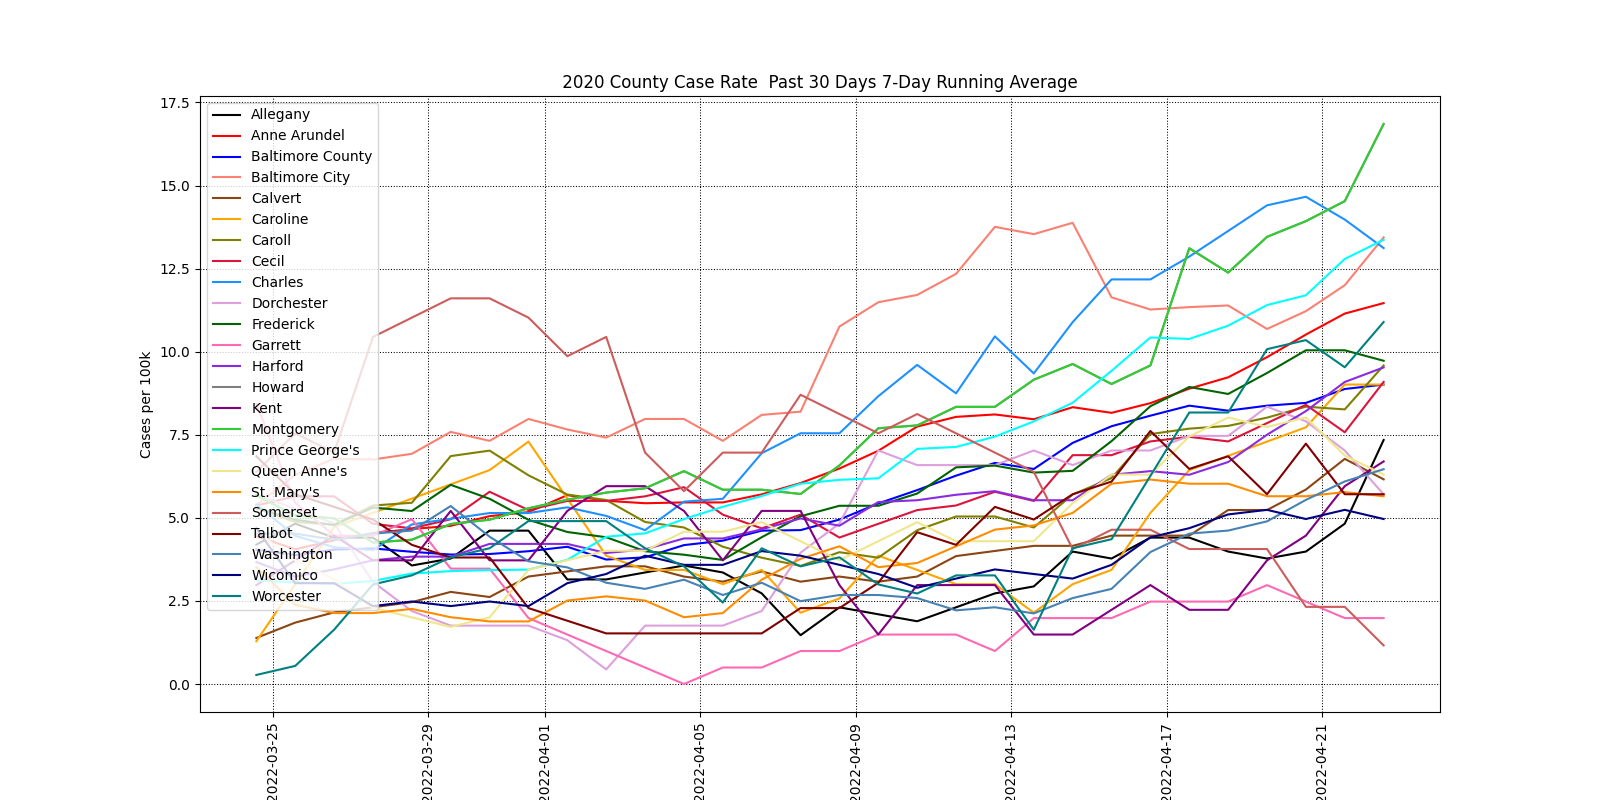 2020 County Case Rate  Past 30 Days 7-Day Running Average
Cases per 100k
17.5
15.0
12.5
10.0
7.5
5.0
2.5
0.0
Allegany
Anne Arundel
Baltimore County
Baltimore City
Calvert
Caroline
Caroll
Cecil
Charles
Dorchester
Frederick
Garrett
Harford
Howard
Kent
Montgomery
Prince George's
Queen Anne's
St. Mary's
Somerset
Talbot
Washington
Wicomico
Worcester
2022-03-25
2022-03-29
2022-04-01
2022-04-05
2022-04-09
2022-04-13
2022-04-17
2022-04-21